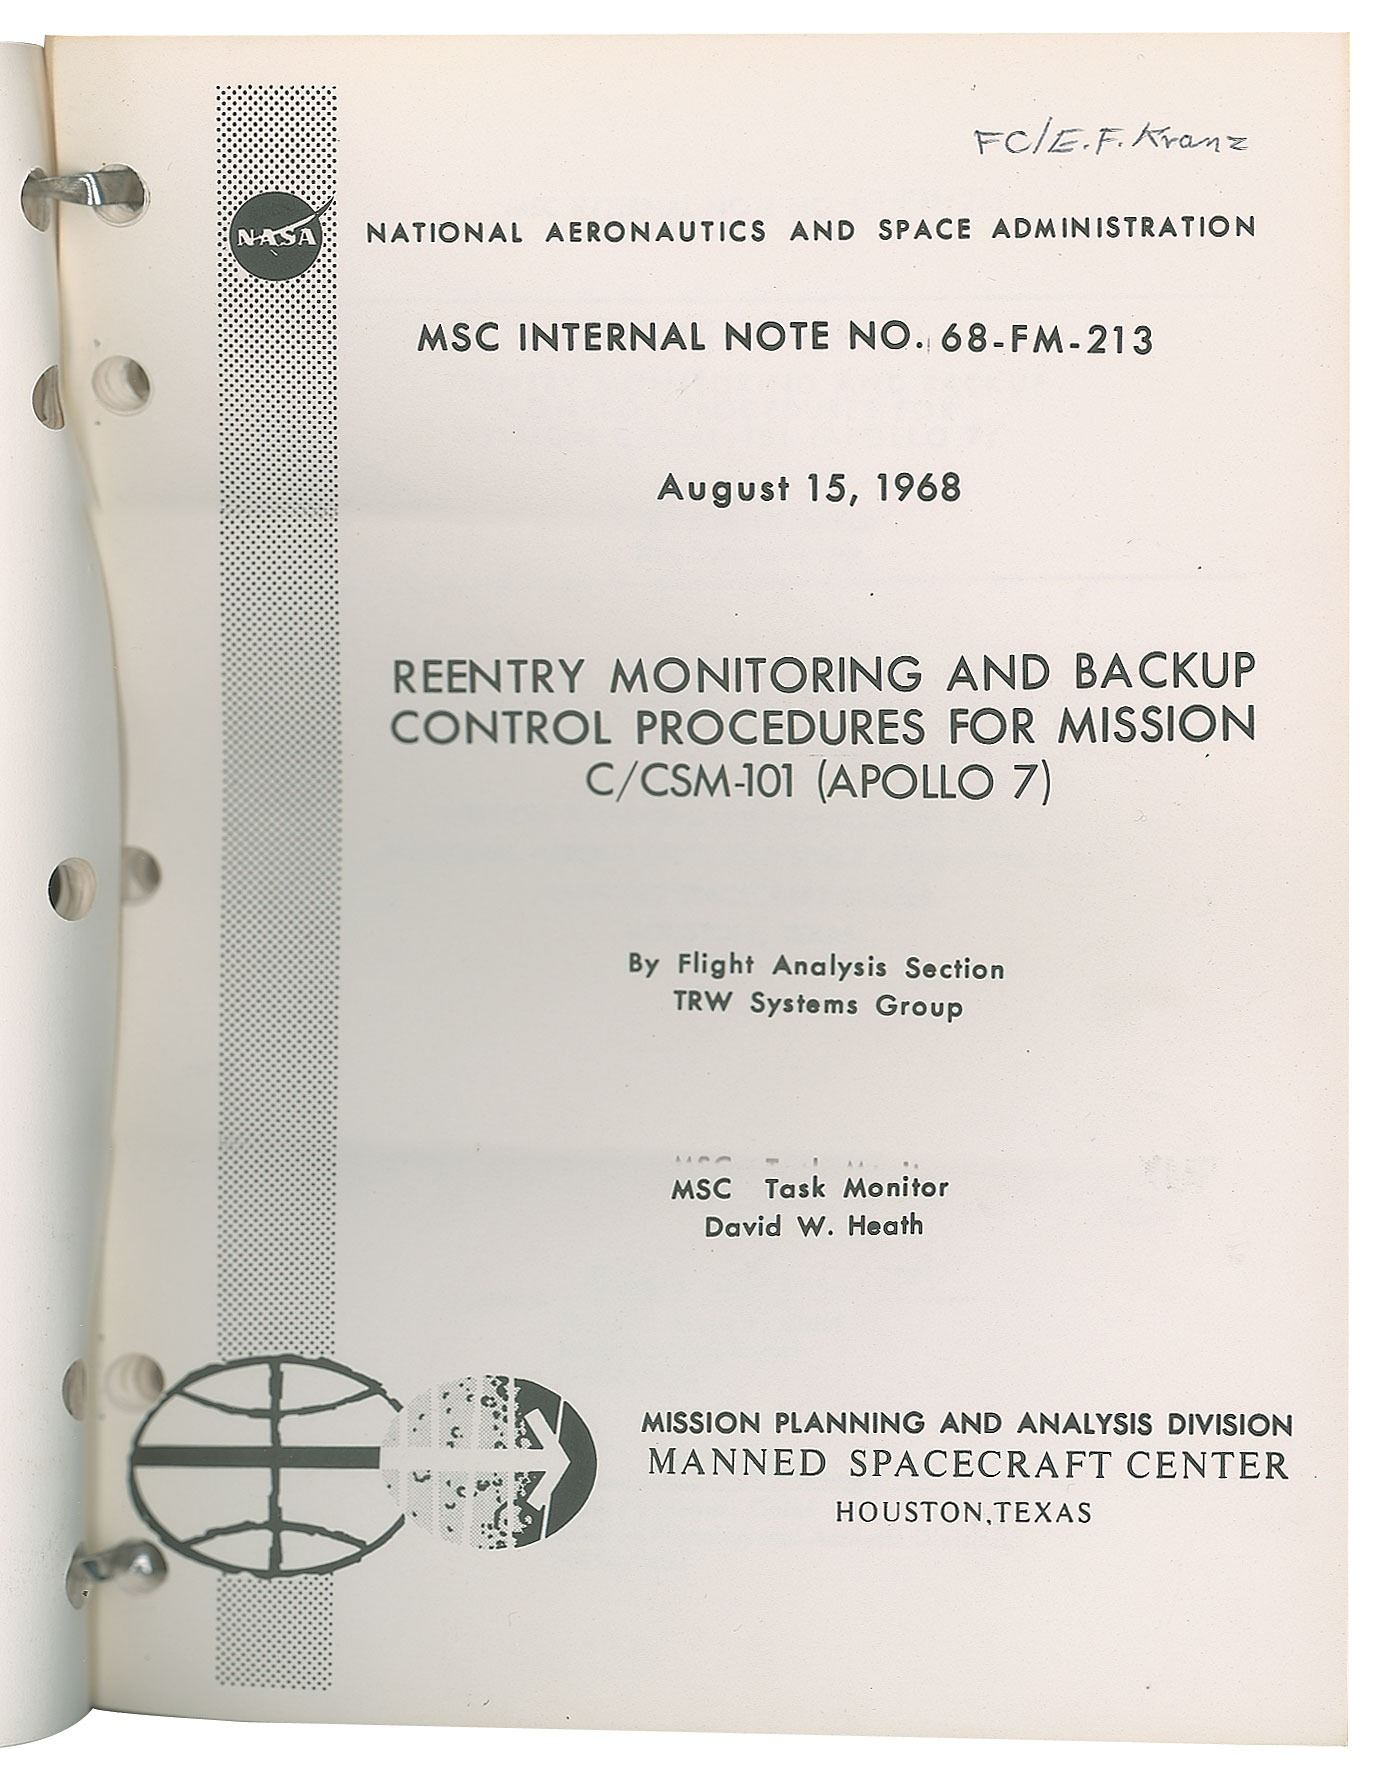 FC/E.F. Kranz
NASA
NATIONAL AERONAUTICS AND SPACE ADMINISTRATION
MSC INTERNAL NOTE NO. 68-FM-213
August 15, 1968
REENTRY MONITORING AND BACKUP
CONTROL PROCEDURES FOR MISSION
C/CSM-101 (APOLLO 7)
By Flight Analysis Section
TRW Systems Group
MSC Task Monitor
David W. Heath
MISSION PLANNING AND ANALYSIS DIVISION
MANNED SPACECRAFT CENTER
HOUSTON, TEXAS